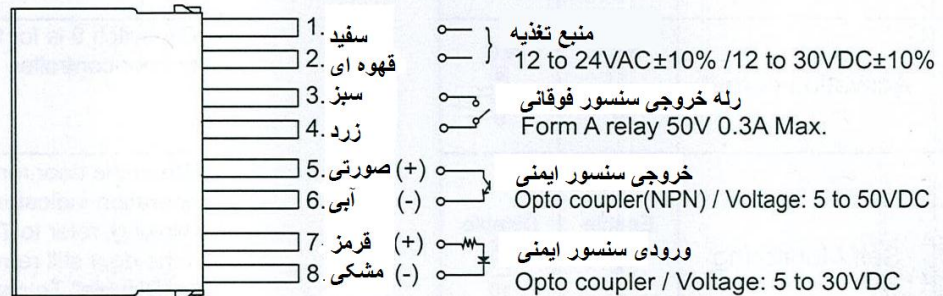 1. سفید
2. قهوه ای
3. سبز
4. زرد
5. صورتی (+)
6. آبی (-)
7. قرمز (+)
8. مشکی (-)
منبع تغذیه
12 to 24VAC±10% /12 to 30VDC±10%
رله خروجی سنسور فوقانی
Form A relay 50V 0.3A Max.
خروجی سنسور ایمنی
Opto coupler(NPN) / Voltage: 5 to 50VDC
ورودی سنسور ایمنی
Opto coupler / Voltage: 5 to 30VDC